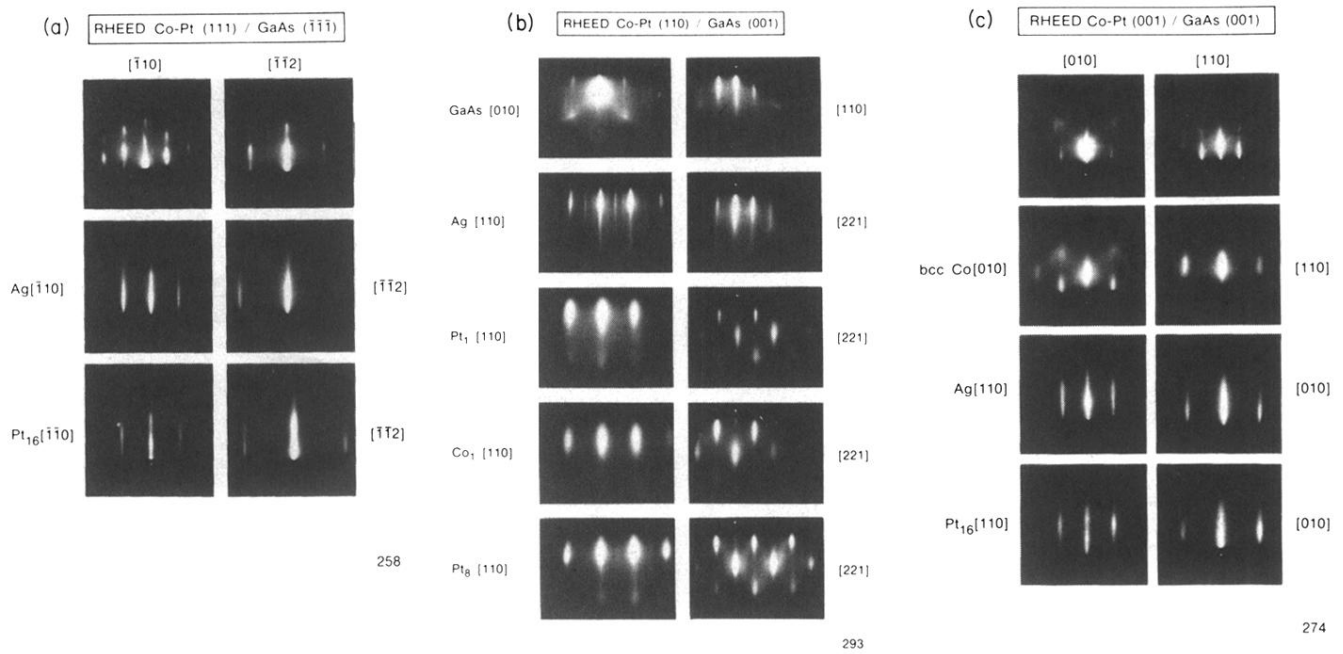 (a)
RHEED Co-Pt (111) / GaAs (1̄1̄1̄)
[1̄10] [1̄1̄2]
Ag[1̄10] [1̄1̄2]
Pt₁₆[1̄1̄0] [1̄1̄2]
258
(b)
RHEED Co-Pt (110) / GaAs (001)
GaAs [010] [110]
Ag [110] [221]
Pt₁ [110] [221]
Co₁ [110] [221]
Pt₈ [110] [221]
293
(c)
RHEED Co-Pt (001) / GaAs (001)
[010] [110]
bcc Co[010] [110]
Ag[110] [010]
Pt₁₆[110] [010]
274